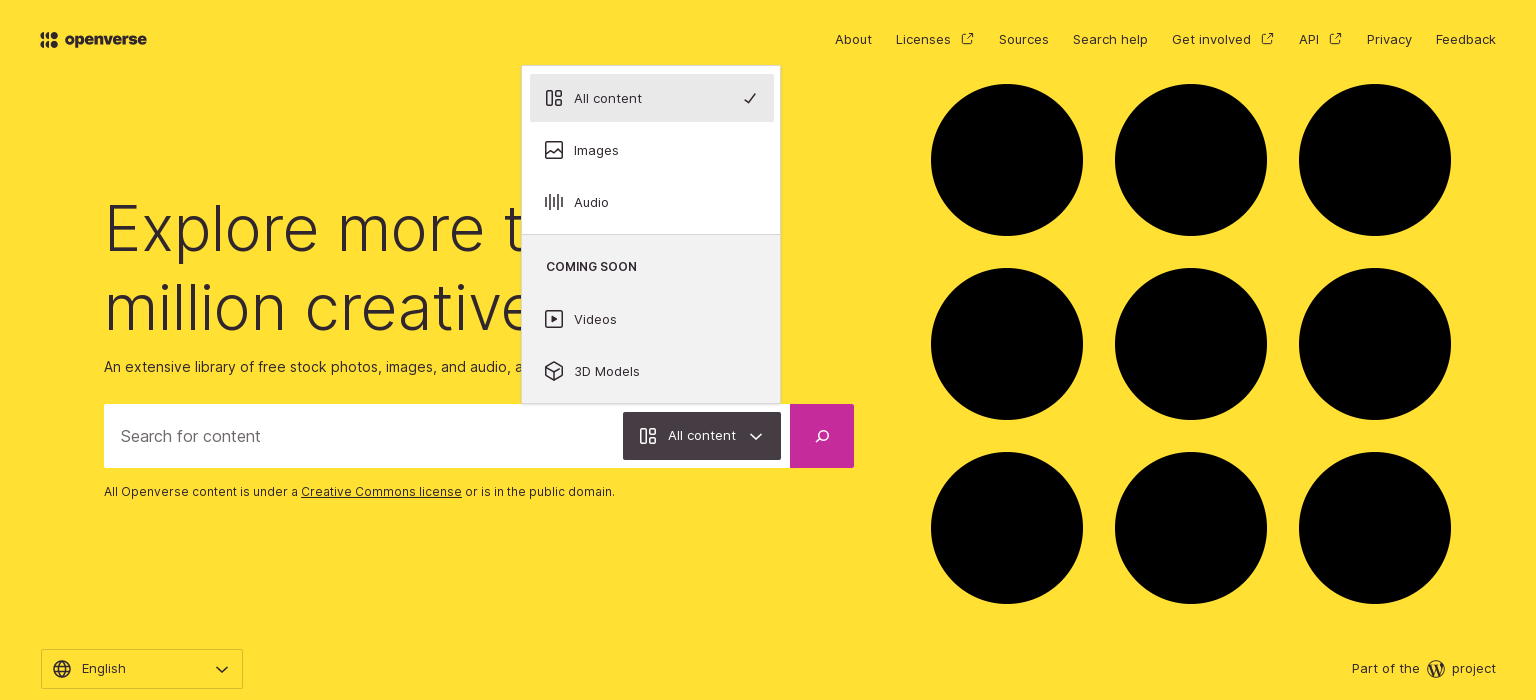 openverse
About Licenses Sources Search help Get involved API Privacy Feedback
All content
Images
Audio
COMING SOON
Videos
3D Models
Explore more
million creative
An extensive library of free stock photos, images, and audio,
Search for content
All content
All Openverse content is under a Creative Commons license or is in the public domain.
English
Part of the project